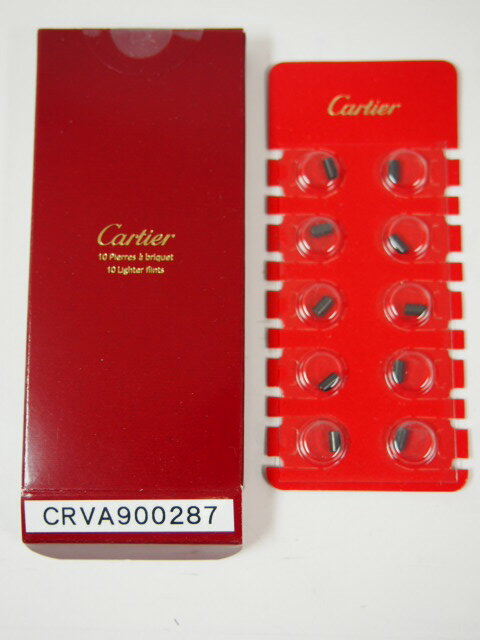 Cartier
10 Pierres à briquet
10 Lighter flints
CRVA900287
Cartier